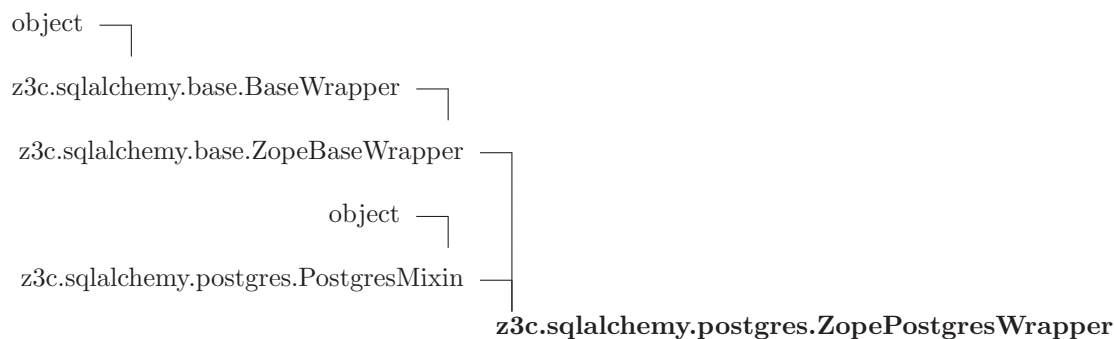 object
z3c.sqlalchemy.base.BaseWrapper
z3c.sqlalchemy.base.ZopeBaseWrapper
object
z3c.sqlalchemy.postgres.PostgresMixin
z3c.sqlalchemy.postgres.ZopePostgresWrapper